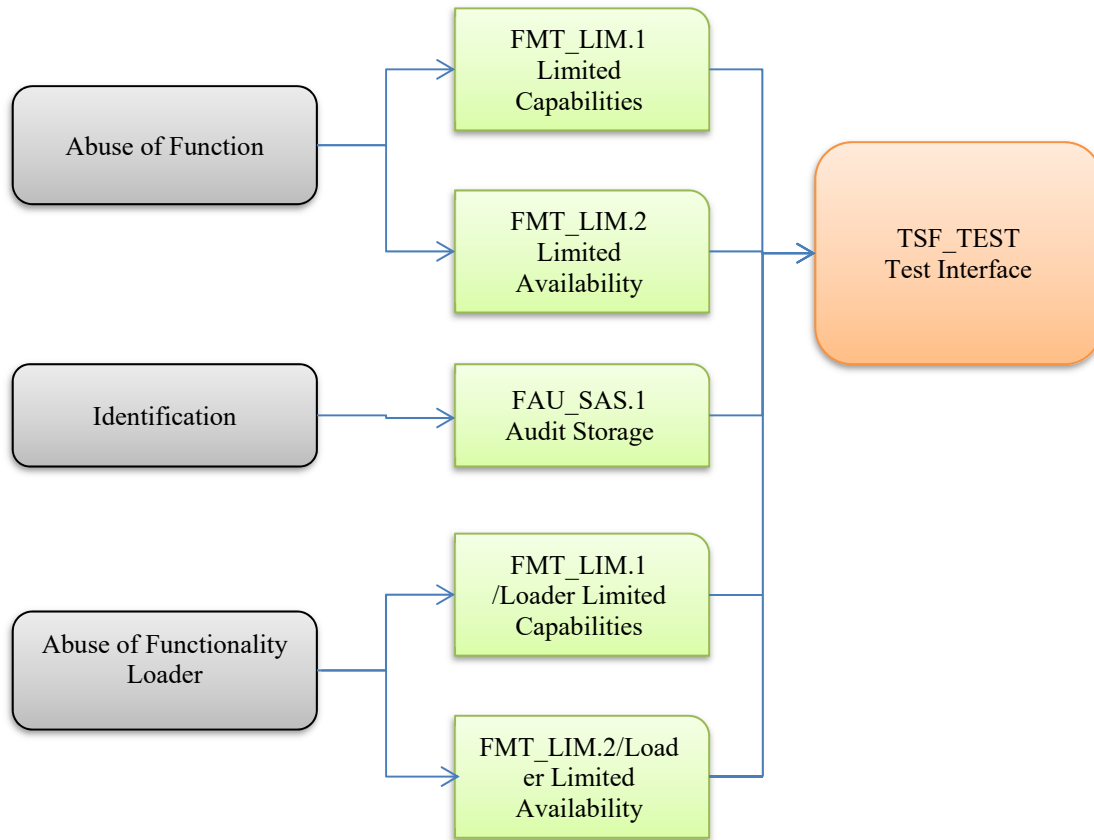 FMT_LIM.1
Limited
Capabilities
Abuse of Function
FMT_LIM.2
Limited
Availability
TSF_TEST
Test Interface
Identification
FAU_SAS.1
Audit Storage
FMT_LIM.1
/Loader Limited
Capabilities
Abuse of Functionality
Loader
FMT_LIM.2/Load
er Limited
Availability